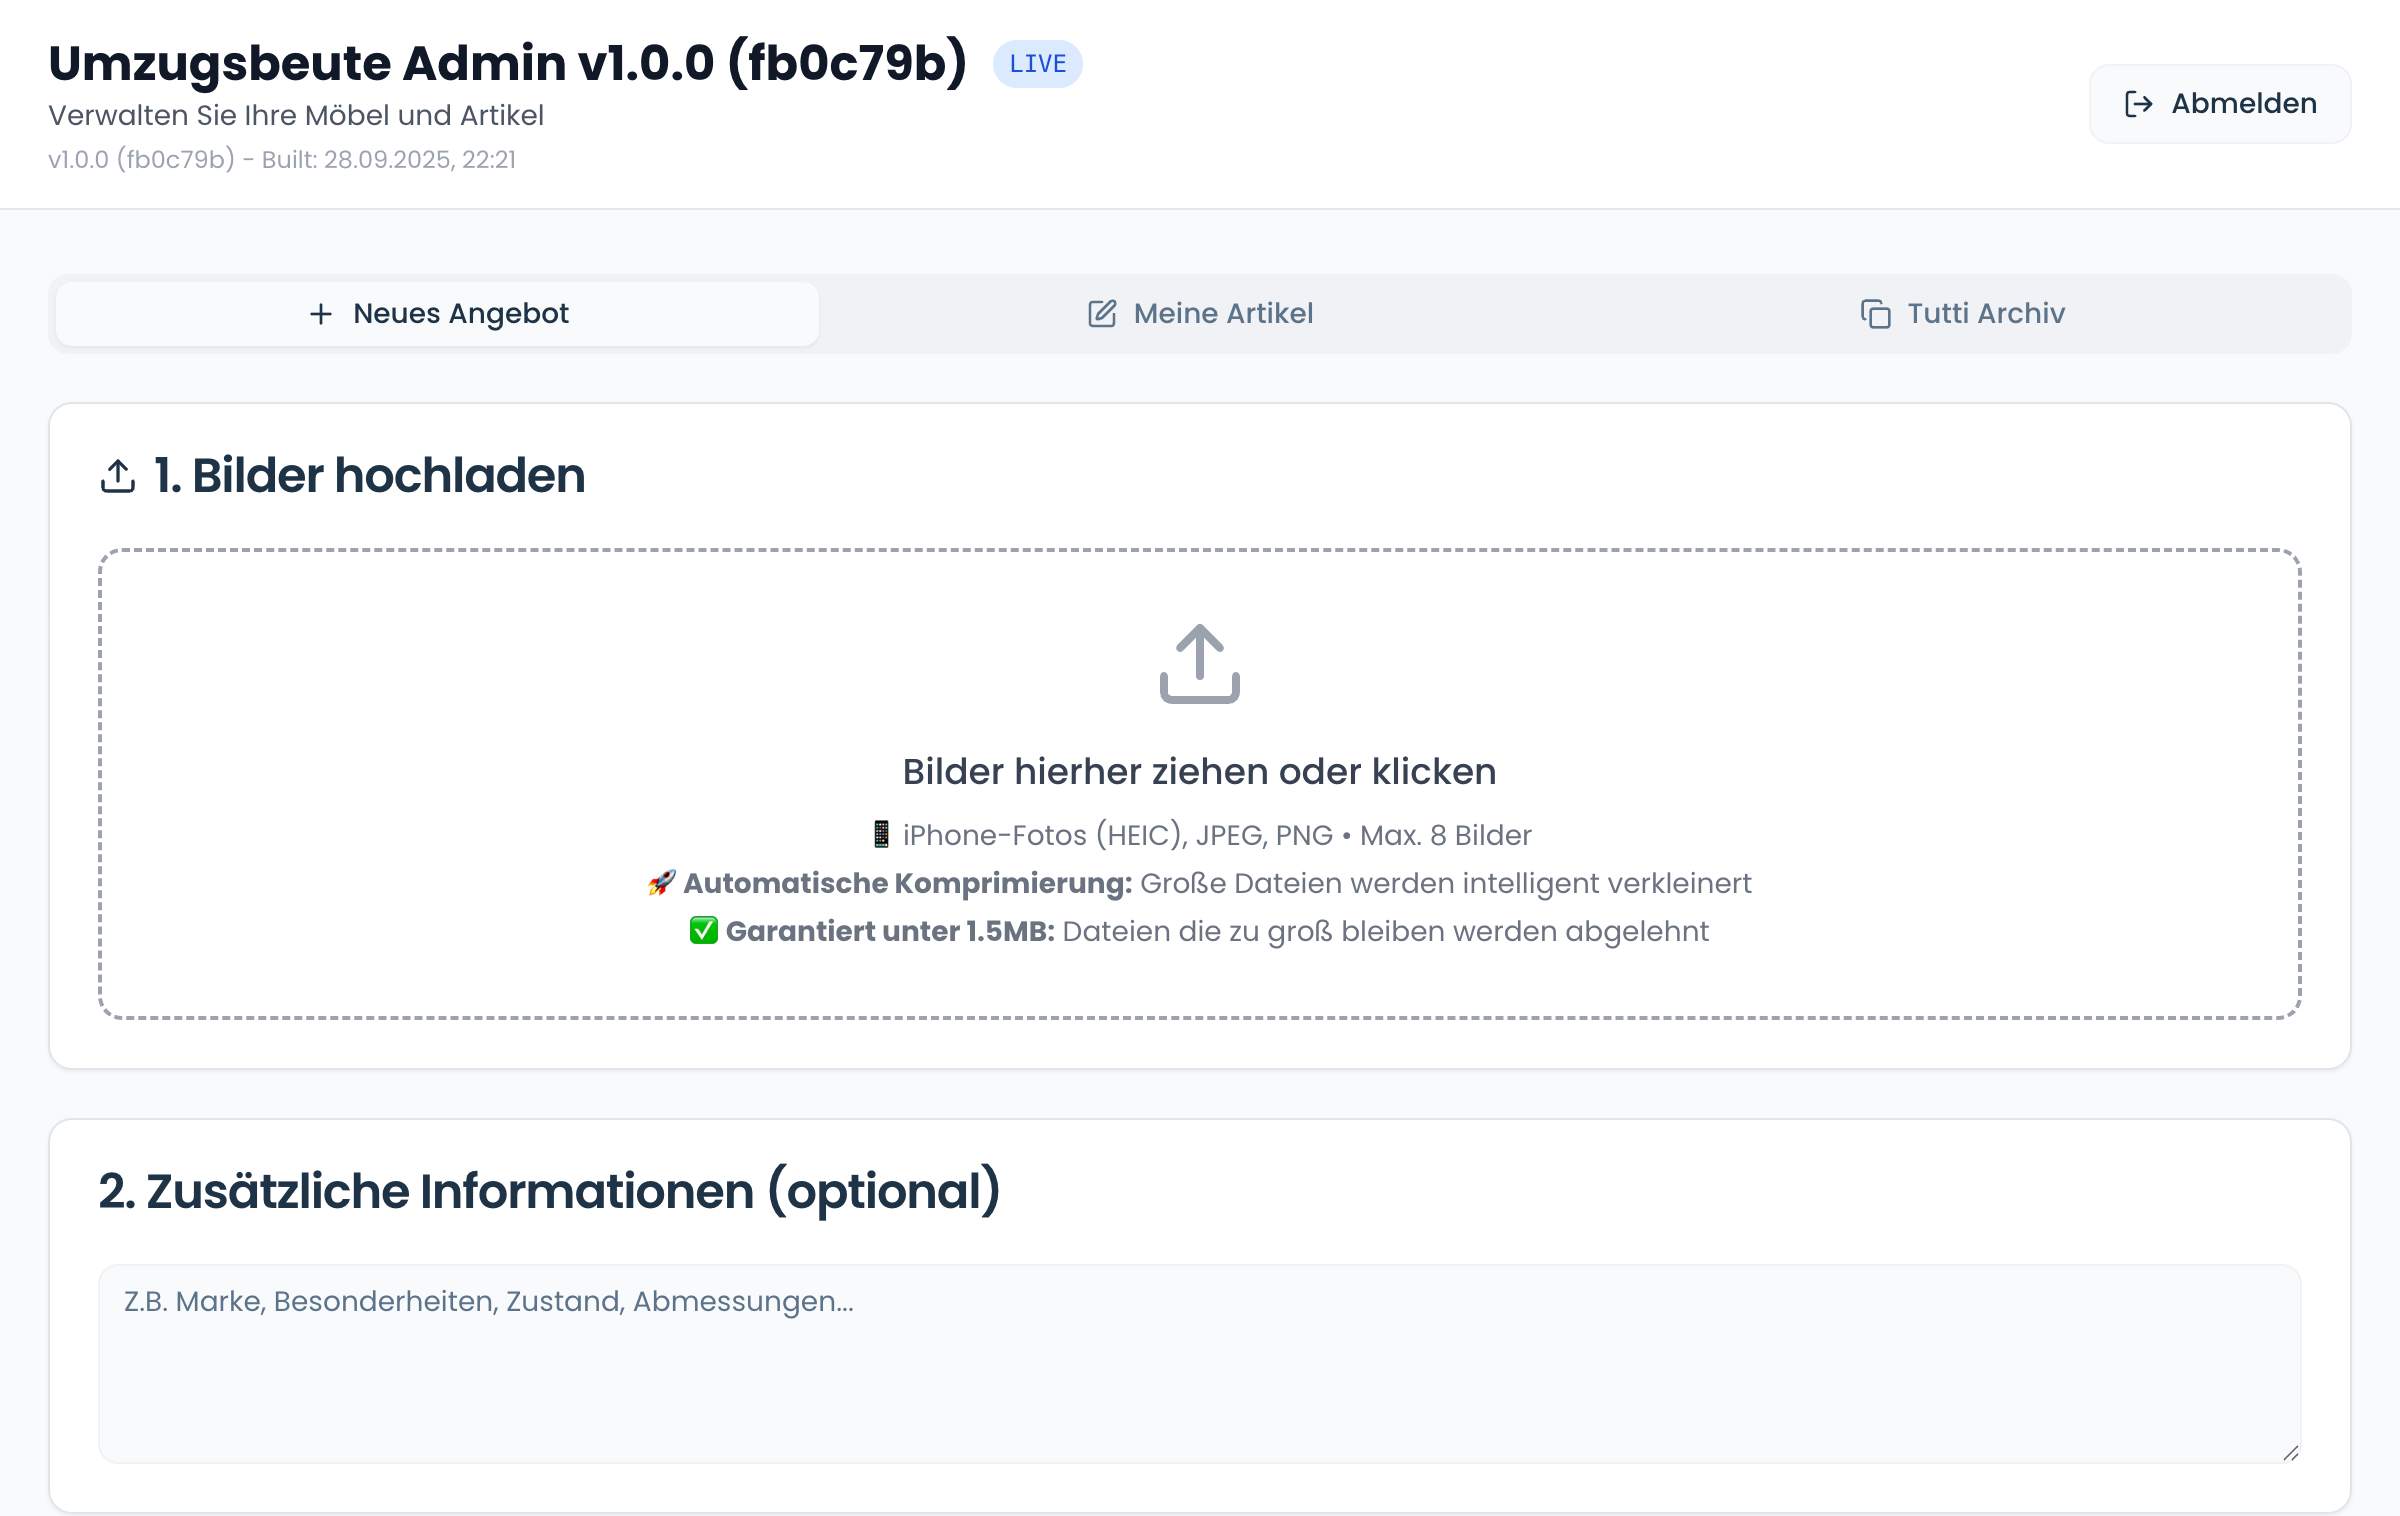 Umzugsbeute Admin v1.0.0 (fb0c79b) LIVE
Verwalten Sie Ihre Möbel und Artikel
v1.0.0 (fb0c79b) - Built: 28.09.2025, 22:21
Abmelden
Neues Angebot
Meine Artikel
Tutti Archiv
1. Bilder hochladen
Bilder hierher ziehen oder klicken
📱 iPhone-Fotos (HEIC), JPEG, PNG • Max. 8 Bilder
🚀 Automatische Komprimierung: Große Dateien werden intelligent verkleinert
✅ Garantiert unter 1.5MB: Dateien die zu groß bleiben werden abgelehnt
2. Zusätzliche Informationen (optional)
Z.B. Marke, Besonderheiten, Zustand, Abmessungen...